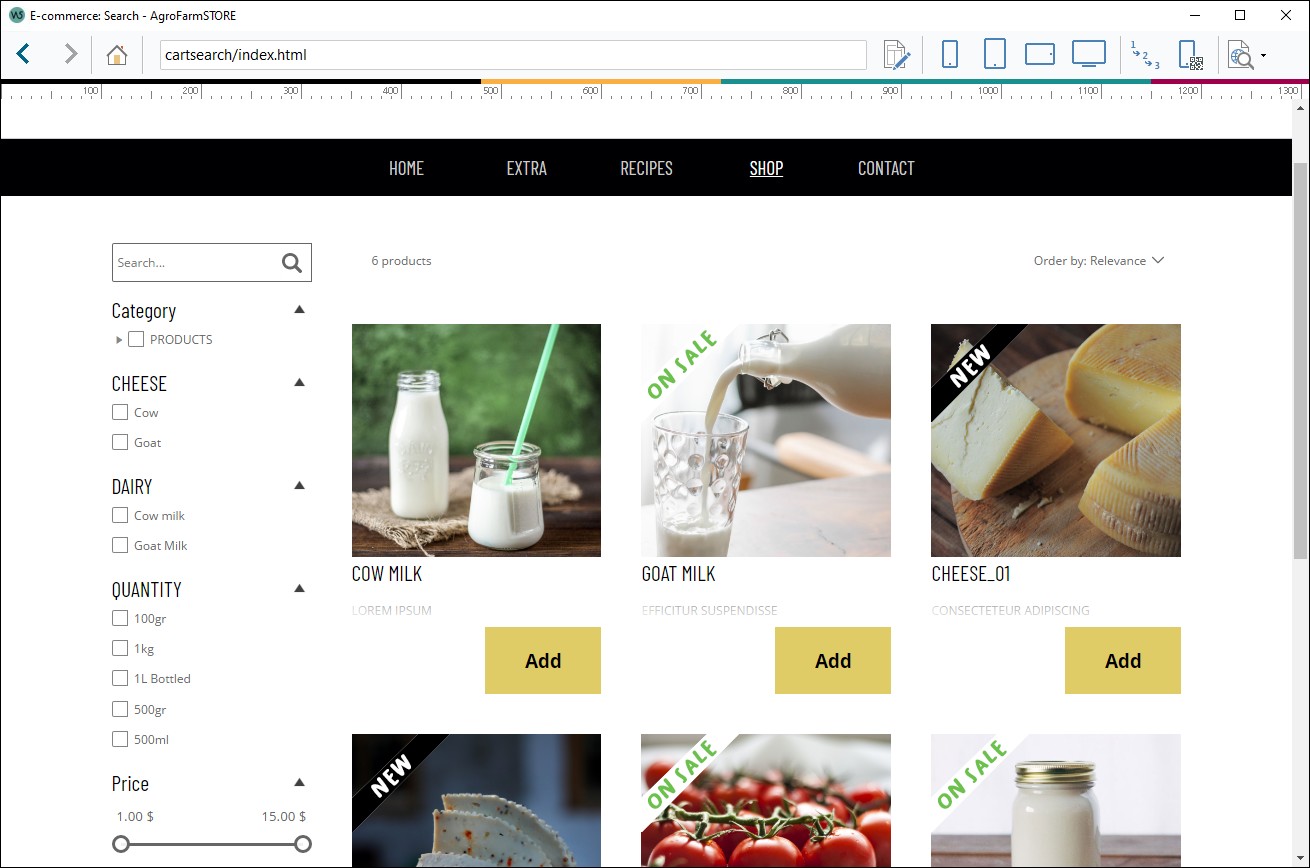 E-commerce: Search - AgroFarmSTORE
cartsearch/index.html
1 2 3
100 200 300 400 500 600 700 800 900 1000 1100 1200 1300
HOME EXTRA RECIPES SHOP CONTACT
Search...
6 products
Order by: Relevance
Category
PRODUCTS
CHEESE
Cow
Goat
DAIRY
Cow milk
Goat Milk
QUANTITY
100gr
1kg
1L Bottled
500gr
500ml
Price
1.00 $ 15.00 $
ON SALE
NEW
COW MILK
LOREM IPSUM
Add
GOAT MILK
EFFICITUR SUSPENDISSE
Add
CHEESE_01
CONSECTETEUR ADIPISCING
Add
NEW
ON SALE
ON SALE